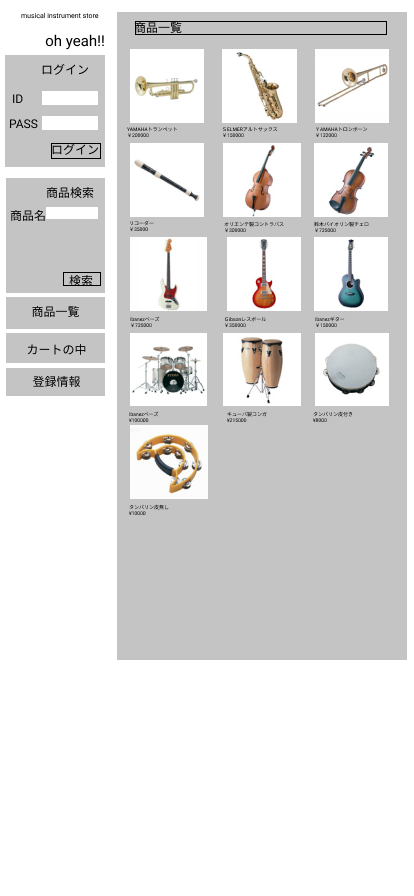 musical instrument store
oh yeah!!
ログイン
ID
PASS
ログイン
商品検索
商品名
検索
商品一覧
カートの中
登録情報
商品一覧
YAMAHAトランペット
￥200000
SELMERアルトサックス
￥150000
YAMAHAトロンボーン
￥132000
リコーダー
￥35000
オリエンテ製コントラバス
￥300000
鈴木バイオリン製チェロ
￥725000
Ibanezベース
￥735000
Gibsonレスポール
￥350000
Ibanezギター
￥150000
Ibanezベース
¥100000
キューバ製コンガ
¥215000
タンバリン皮付き
¥8000
タンバリン皮無し
¥10000